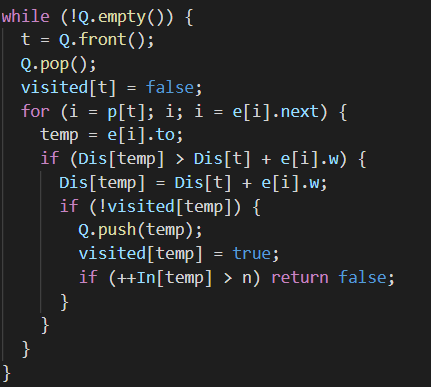 while (!Q.empty()) {
  t = Q.front();
  Q.pop();
  visited[t] = false;
  for (i = p[t]; i; i = e[i].next) {
    temp = e[i].to;
    if (Dis[temp] > Dis[t] + e[i].w) {
      Dis[temp] = Dis[t] + e[i].w;
      if (!visited[temp]) {
        Q.push(temp);
        visited[temp] = true;
        if (++In[temp] > n) return false;
      }
    }
  }
}